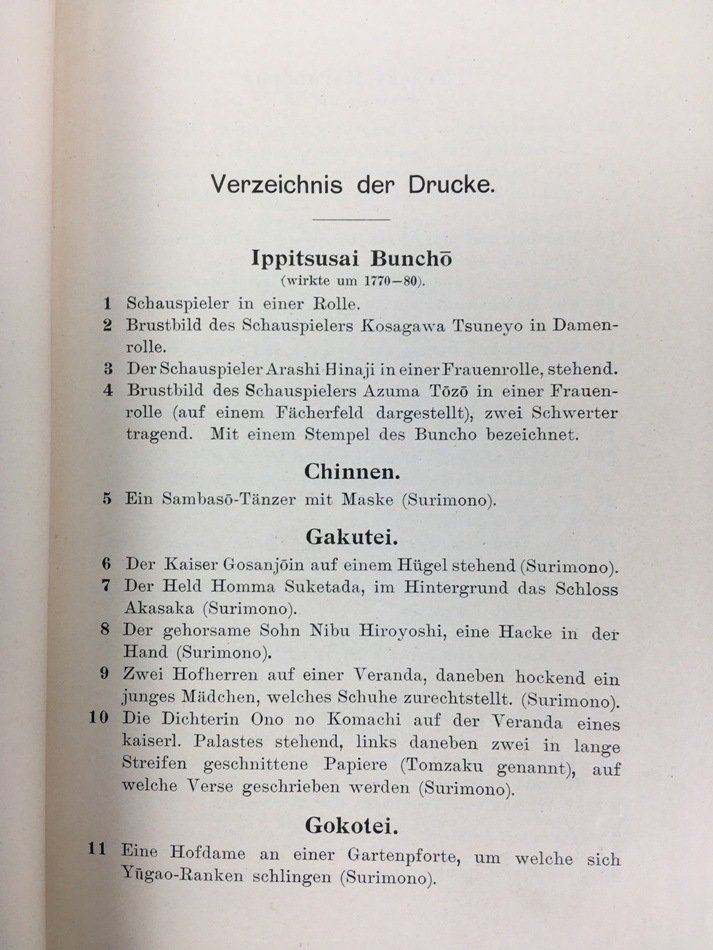 Verzeichnis der Drucke.
Ippitsusai Bunchō
(wirkte um 1770–80).
1 Schauspieler in einer Rolle.
2 Brustbild des Schauspielers Kosagawa Tsuneyo in Damen-
rolle.
3 Der Schauspieler Arashi Hinaji in einer Frauenrolle, stehend.
4 Brustbild des Schauspielers Azuma Tōzō in einer Frauen-
rolle (auf einem Fächerfeld dargestellt), zwei Schwerter
tragend. Mit einem Stempel des Buncho bezeichnet.
Chinnen.
5 Ein Sambasō-Tänzer mit Maske (Surimono).
Gakutei.
6 Der Kaiser Gosanjōin auf einem Hügel stehend (Surimono).
7 Der Held Homma Suketada, im Hintergrund das Schloss
Akasaka (Surimono).
8 Der gehorsame Sohn Nibu Hiroyoshi, eine Hacke in der
Hand (Surimono).
9 Zwei Hofherren auf einer Veranda, daneben hockend ein
junges Mädchen, welches Schuhe zurechtstellt. (Surimono).
10 Die Dichterin Ono no Komachi auf der Veranda eines
kaiserl. Palastes stehend, links daneben zwei in lange
Streifen geschnittene Papiere (Tomzaku genannt), auf
welche Verse geschrieben werden (Surimono).
Gokotei.
11 Eine Hofdame an einer Gartenpforte, um welche sich
Yūgao-Ranken schlingen (Surimono).